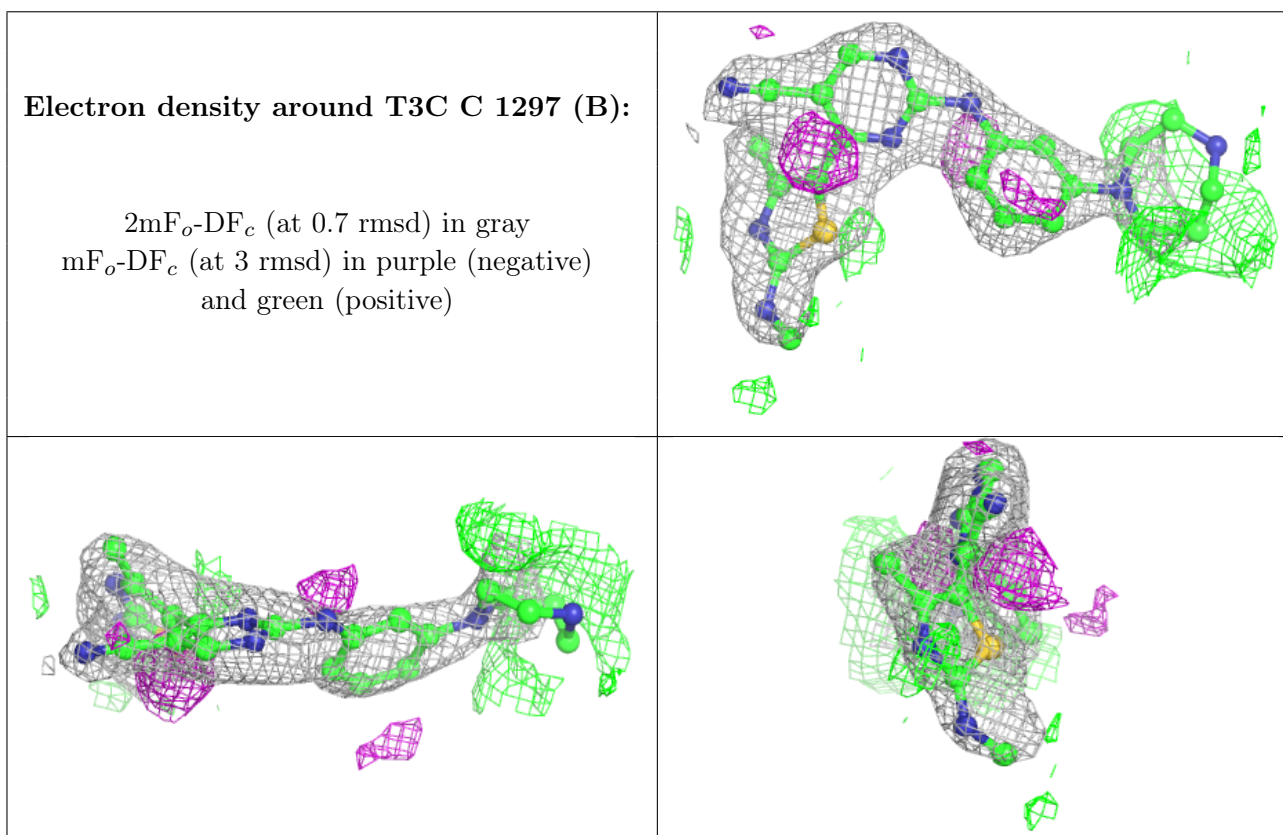 Electron density around T3C C 1297 (B):
2mFₒ-DF𝒸 (at 0.7 rmsd) in gray
mFₒ-DF𝒸 (at 3 rmsd) in purple (negative)
and green (positive)